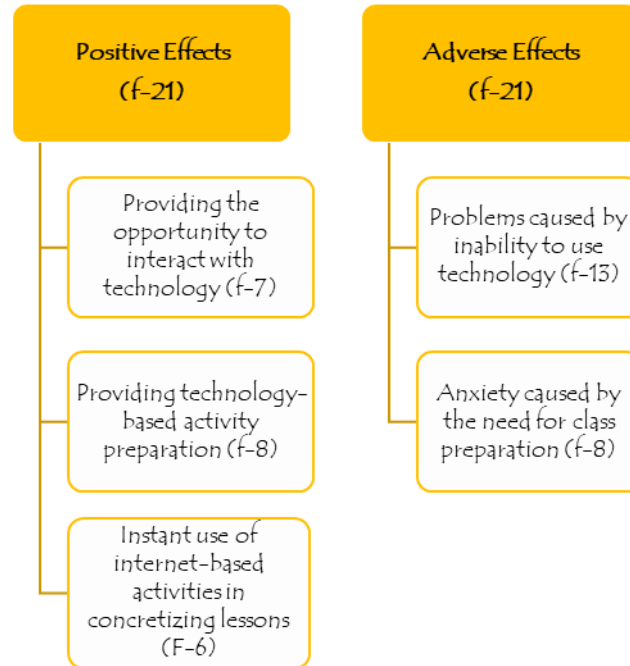 Positive Effects
(f-21)
Providing the
opportunity to
interact with
technology (f-7)
Providing technology-
based activity
preparation (f-8)
Instant use of
internet-based
activities in
concretizing lessons
(F-6)
Adverse Effects
(f-21)
Problems caused by
inability to use
technology (f-13)
Anxiety caused by
the need for class
preparation (f-8)